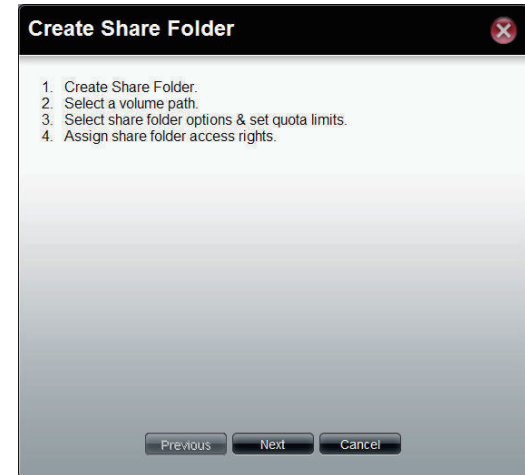 Create Share Folder
1. Create Share Folder.
2. Select a volume path.
3. Select share folder options & set quota limits.
4. Assign share folder access rights.
Previous Next Cancel